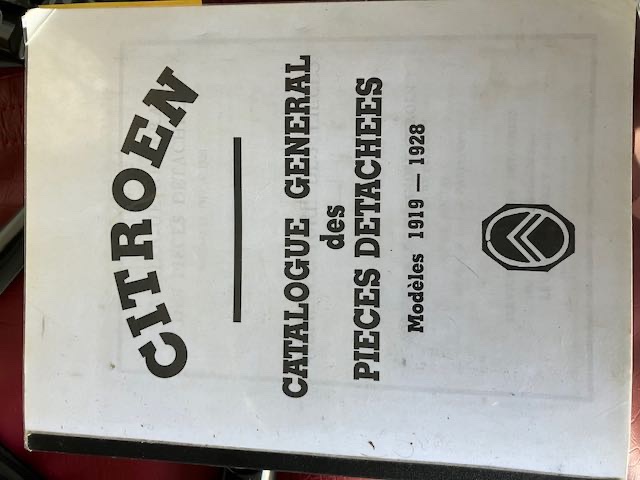 CITROEN
CATALOGUE GENERAL
des
PIECES DETACHEES
Modèles 1919 — 1928